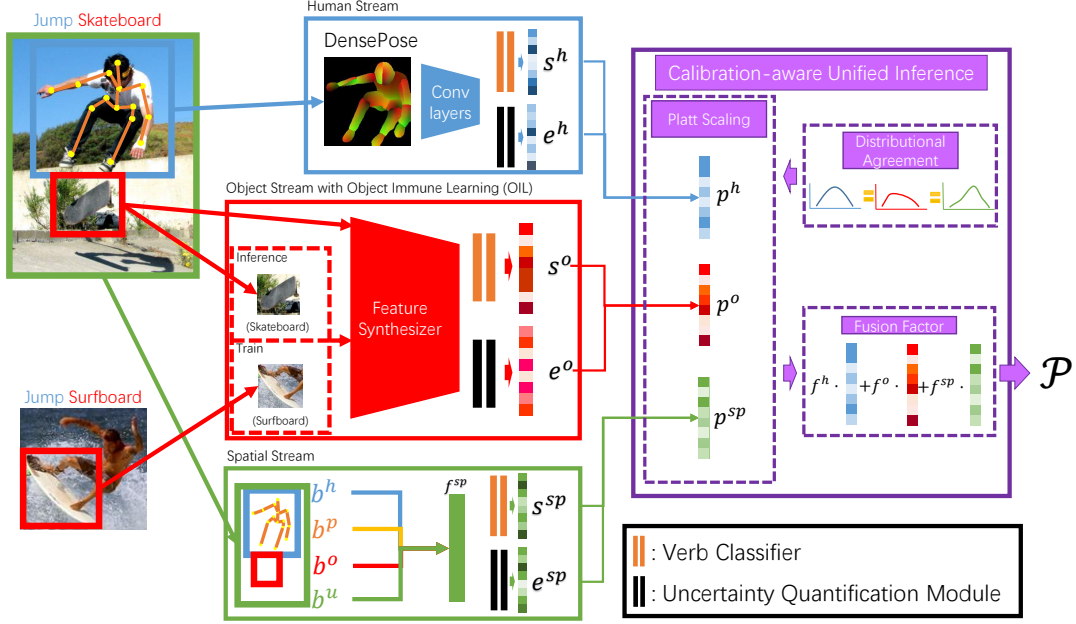 Jump Skateboard
Human Stream
DensePose
Conv
layers
s^h
e^h
Object Stream with Object Immune Learning (OIL)
Inference
(Skateboard)
Train
(Surfboard)
Feature
Synthesizer
s^o
e^o
Jump Surfboard
Spatial Stream
b^h
b^p
b^o
b^u
f^{sp}
s^{sp}
e^{sp}
Calibration-aware Unified Inference
Platt Scaling
p^h
p^o
p^{sp}
Distributional
Agreement
=
=
Fusion Factor
f^h · +f^o · +f^{sp} ·
𝒫
: Verb Classifier
: Uncertainty Quantification Module